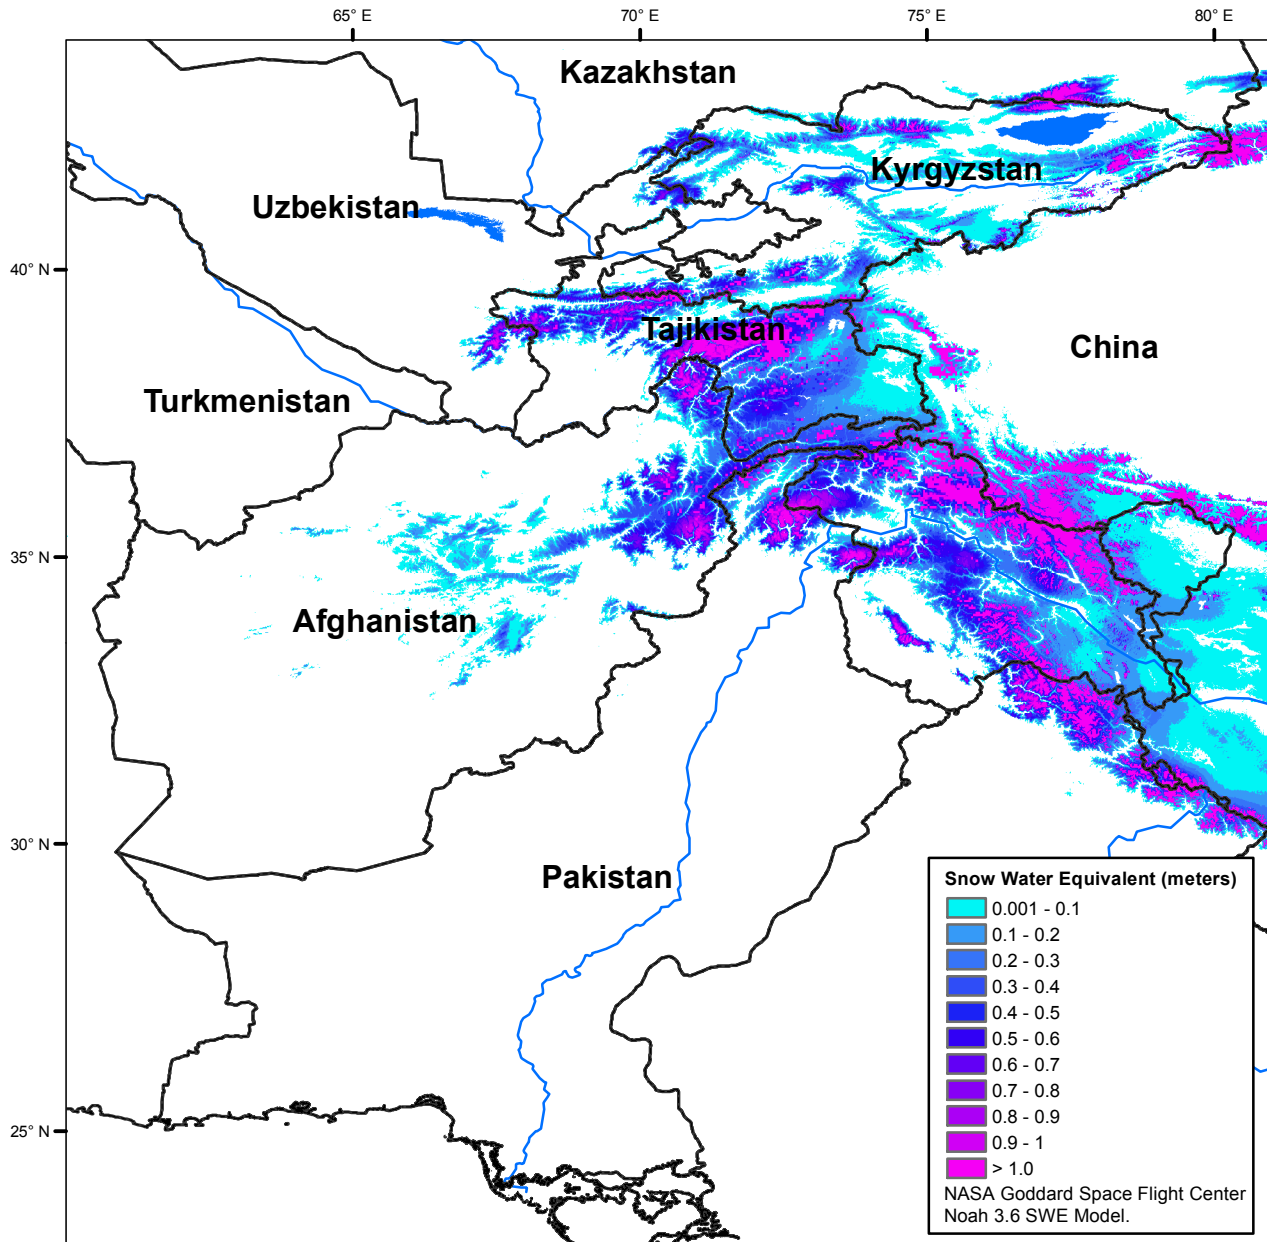 65° E
70° E
75° E
80° E
Kazakhstan
Kyrgyzstan
Uzbekistan
40° N
Tajikistan
China
Turkmenistan
35° N
Afghanistan
30° N
Pakistan
25° N
Snow Water Equivalent (meters)
0.001 - 0.1
0.1 - 0.2
0.2 - 0.3
0.3 - 0.4
0.4 - 0.5
0.5 - 0.6
0.6 - 0.7
0.7 - 0.8
0.8 - 0.9
0.9 - 1
> 1.0
NASA Goddard Space Flight Center
Noah 3.6 SWE Model.